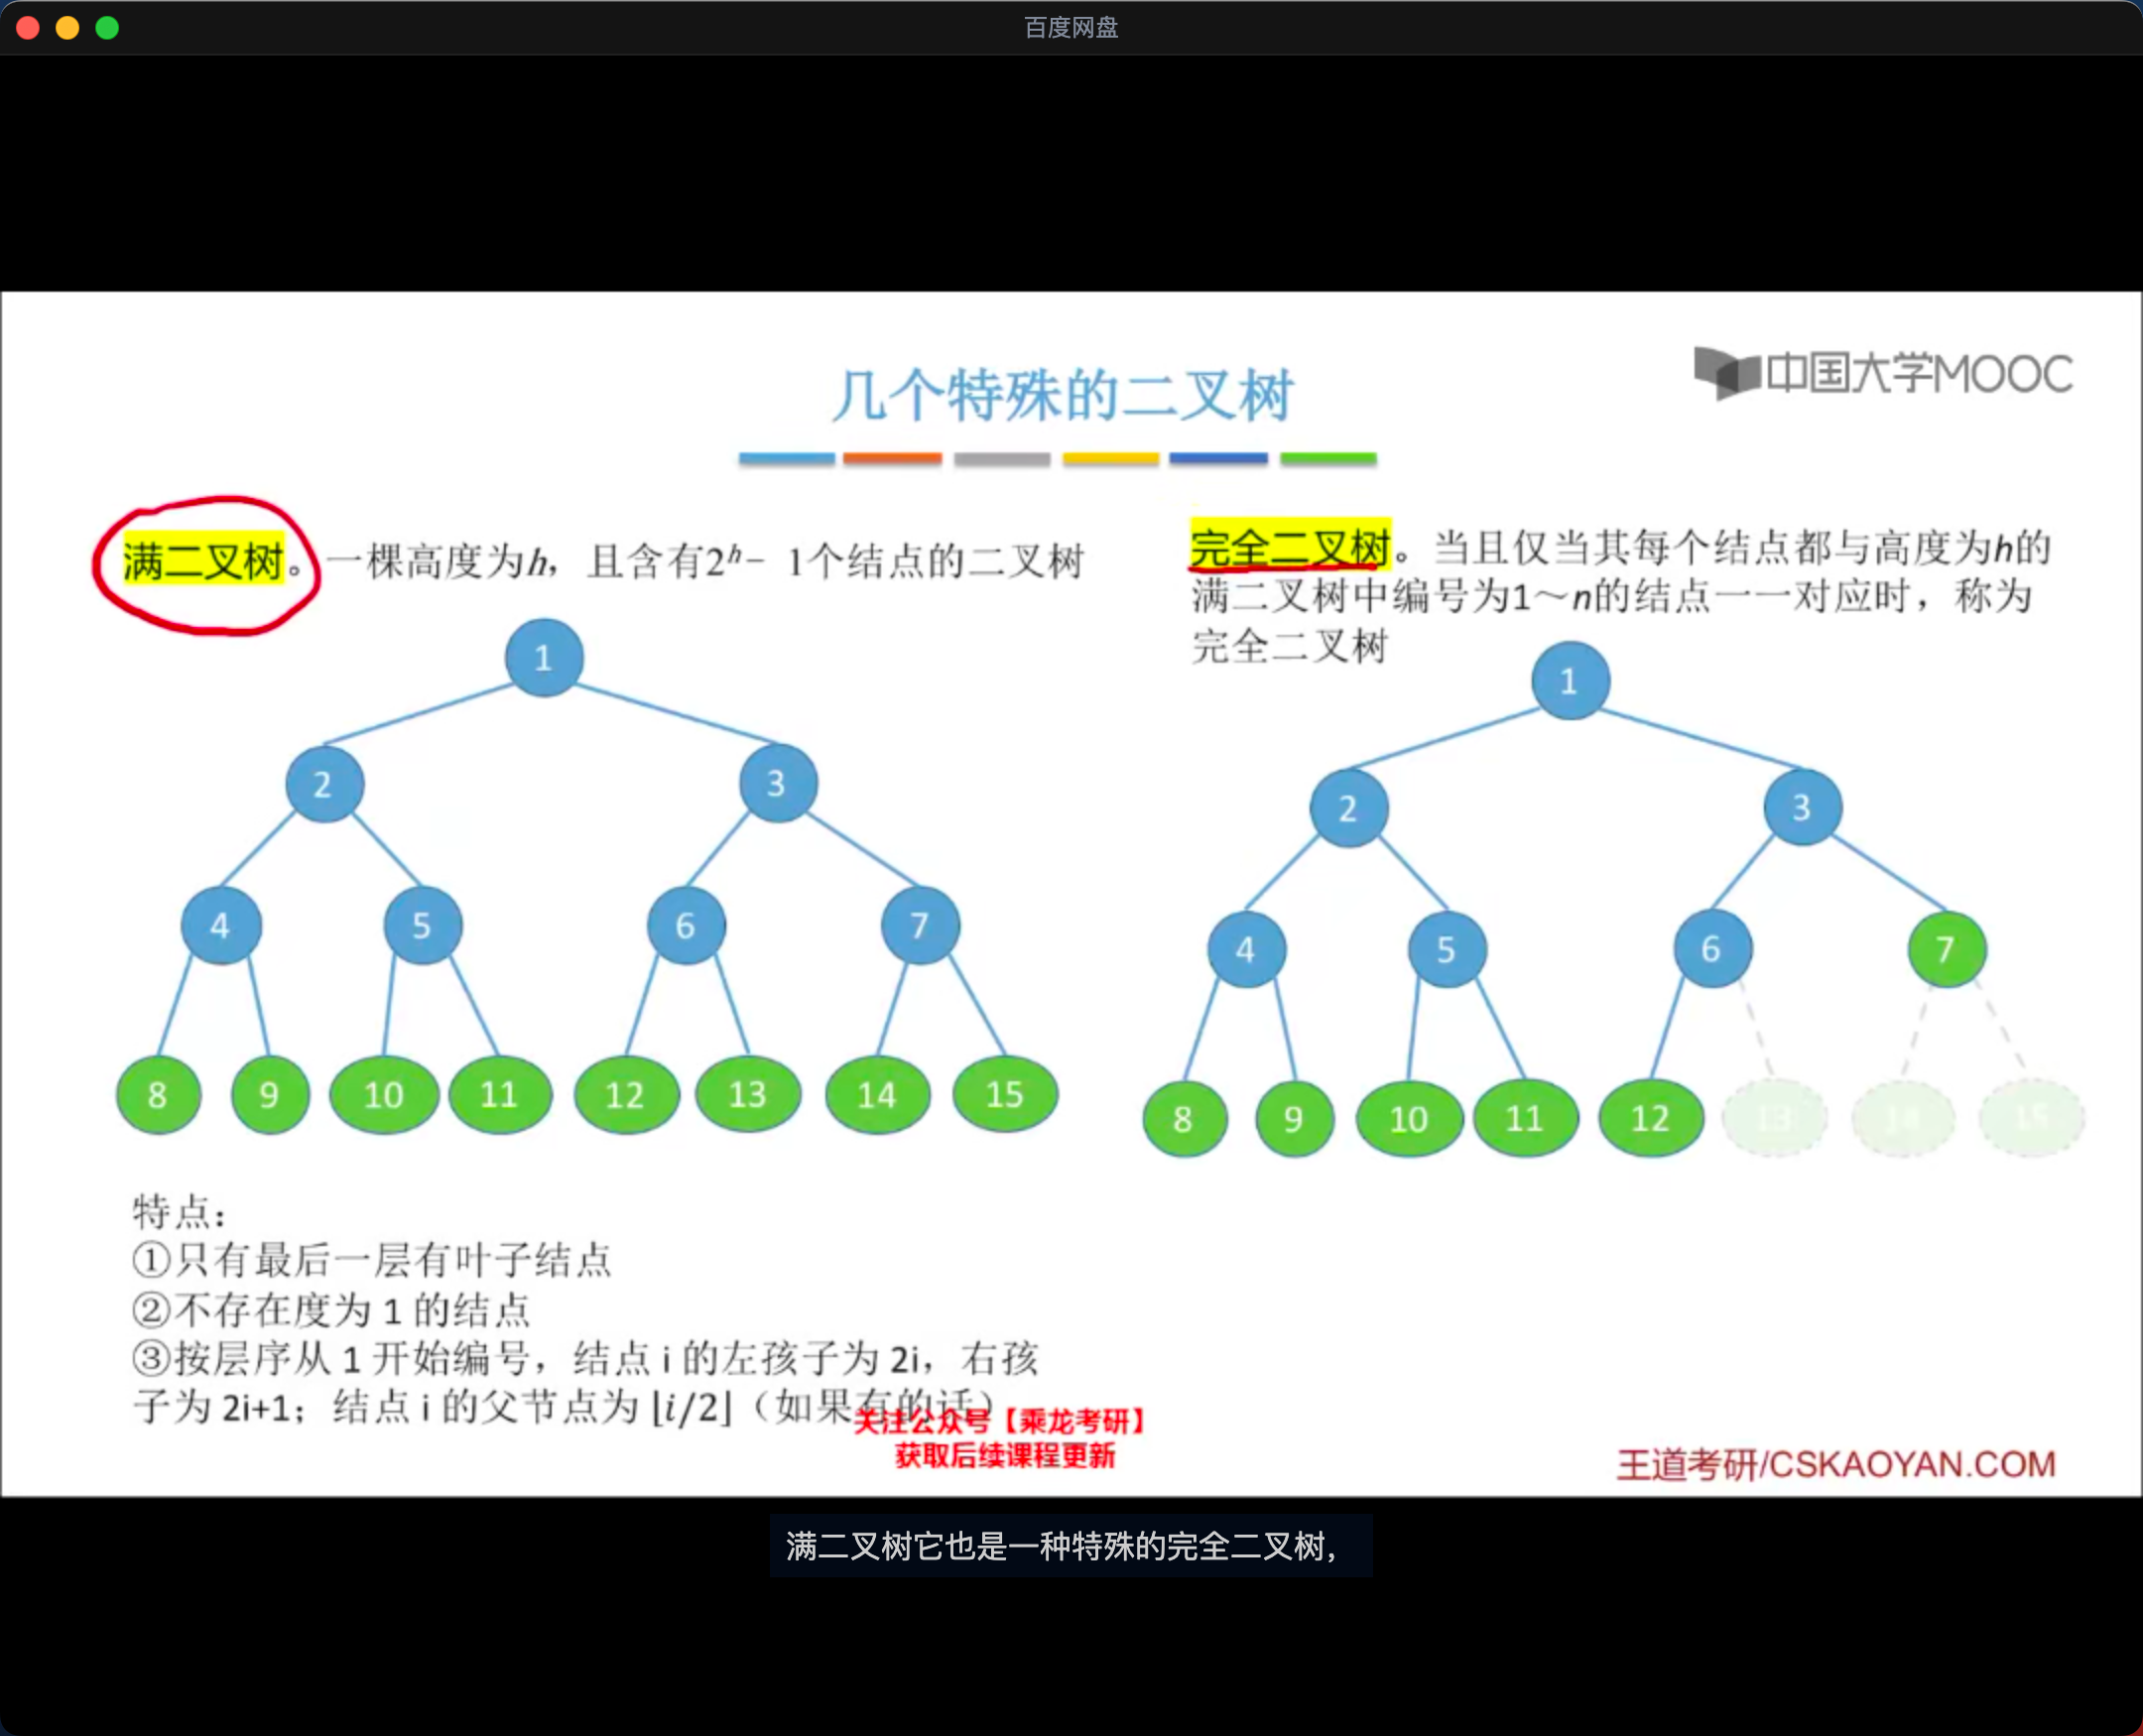 百度网盘
几个特殊的二叉树
中国大学MOOC
满二叉树。一棵高度为h，且含有2ʰ− 1个结点的二叉树
1
2
3
4
5
6
7
8
9
10
11
12
13
14
15
特点：
①只有最后一层有叶子结点
②不存在度为 1 的结点
③按层序从 1 开始编号，结点 i 的左孩子为 2i，右孩
子为 2i+1；结点 i 的父节点为 ⌊i/2⌋（如果有的话）
完全二叉树。当且仅当其每个结点都与高度为h的
满二叉树中编号为1～n的结点一一对应时，称为
完全二叉树
1
2
3
4
5
6
7
8
9
10
11
12
13
14
15
关注公众号【乘龙考研】
获取后续课程更新
王道考研/CSKAOYAN.COM
满二叉树它也是一种特殊的完全二叉树，